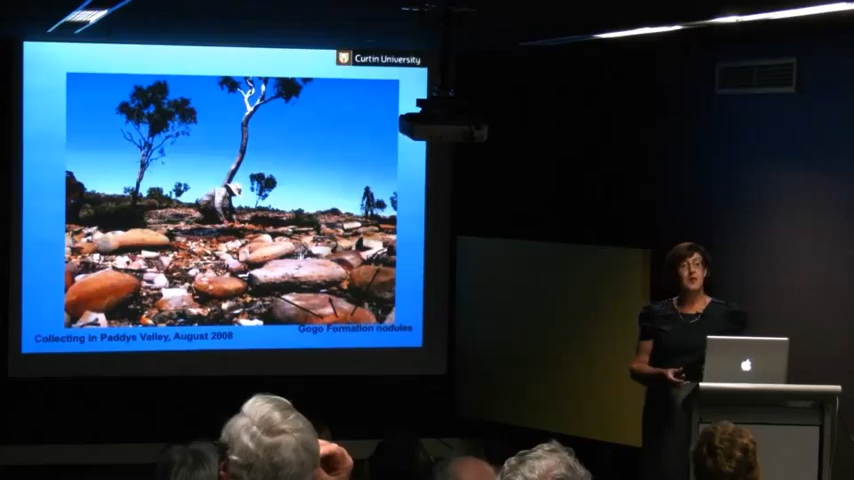 Curtin University
Collecting in Paddys Valley, August 2008
Gogo Formation nodules